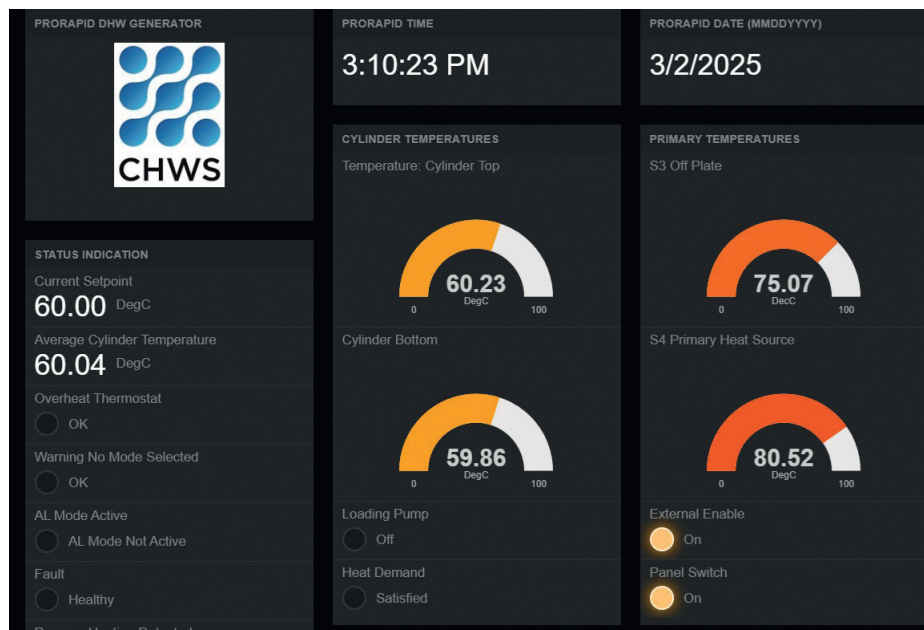 PRORAPID DHW GENERATOR
CHWS
STATUS INDICATION
Current Setpoint
60.00 DegC
Average Cylinder Temperature
60.04 DegC
Overheat Thermostat
OK
Warning No Mode Selected
OK
AL Mode Active
AL Mode Not Active
Fault
Healthy
PRORAPID TIME
3:10:23 PM
CYLINDER TEMPERATURES
Temperature: Cylinder Top
60.23
DegC
0 100
Cylinder Bottom
59.86
DegC
0 100
Loading Pump
Off
Heat Demand
Satisfied
PRORAPID DATE (MMDDYYYY)
3/2/2025
PRIMARY TEMPERATURES
S3 Off Plate
75.07
DecC
0 100
S4 Primary Heat Source
80.52
DegC
0 100
External Enable
On
Panel Switch
On